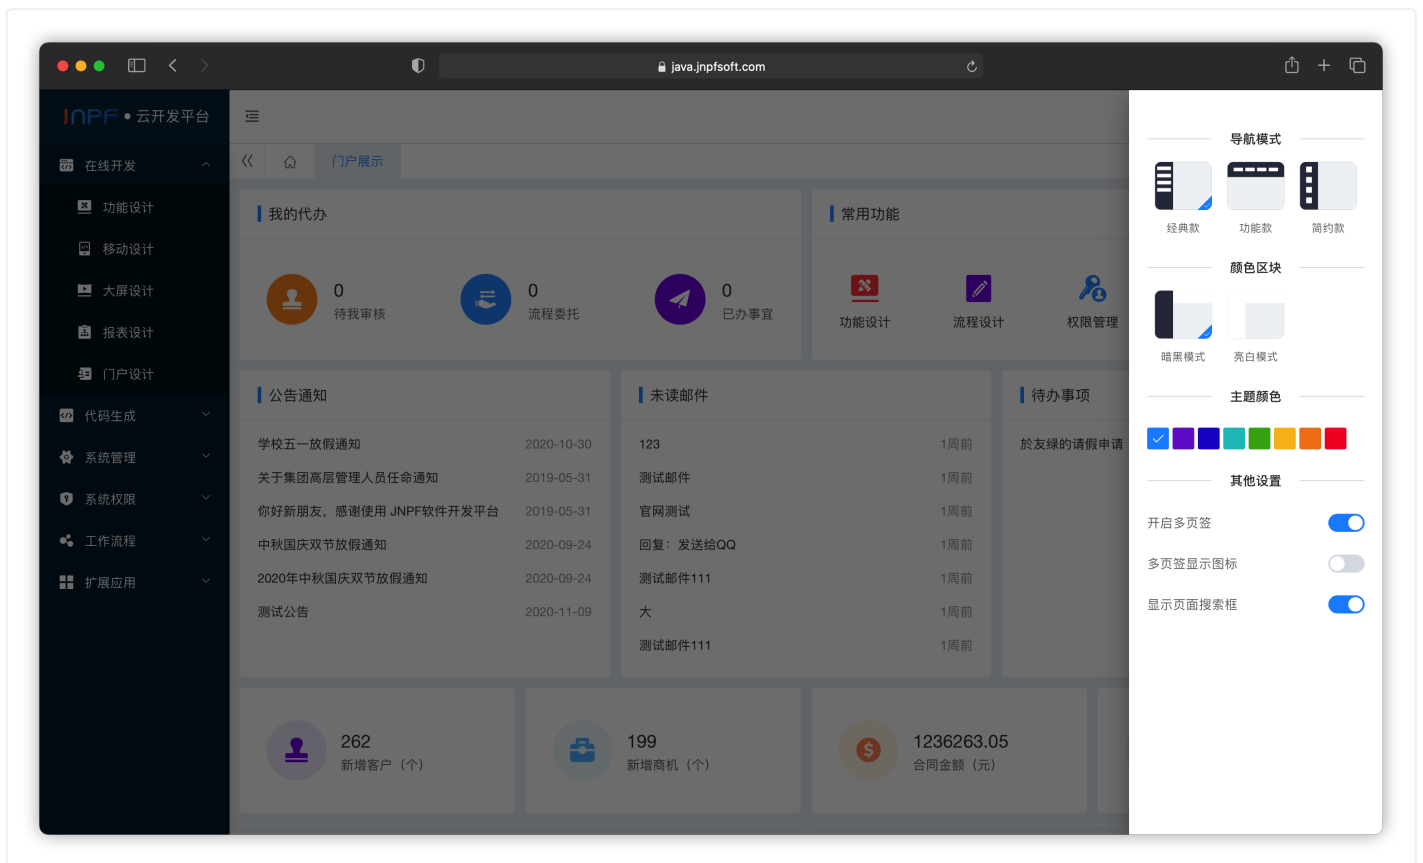 java.jnpfsoft.com
JNPF • 云开发平台
在线开发
功能设计
移动设计
大屏设计
报表设计
门户设计
代码生成
系统管理
系统权限
工作流程
扩展应用
门户展示
我的代办
0
待我审核
0
流程委托
0
已办事宜
常用功能
功能设计
流程设计
权限管理
公告通知
学校五一放假通知 2020-10-30
关于集团高层管理人员任命通知 2019-05-31
你好新朋友，感谢使用 JNPF软件开发平台 2019-05-31
中秋国庆双节放假通知 2020-09-24
2020年中秋国庆双节放假通知 2020-09-24
测试公告 2020-11-09
未读邮件
123 1周前
测试邮件 1周前
官网测试 1周前
回复：发送给QQ 1周前
测试邮件111 1周前
大 1周前
测试邮件111 1周前
待办事项
於友绿的请假申请
262
新增客户（个）
199
新增商机（个）
1236263.05
合同金额（元）
导航模式
经典款
功能款
简约款
颜色区块
暗黑模式
亮白模式
主题颜色
其他设置
开启多页签
多页签显示图标
显示页面搜索框